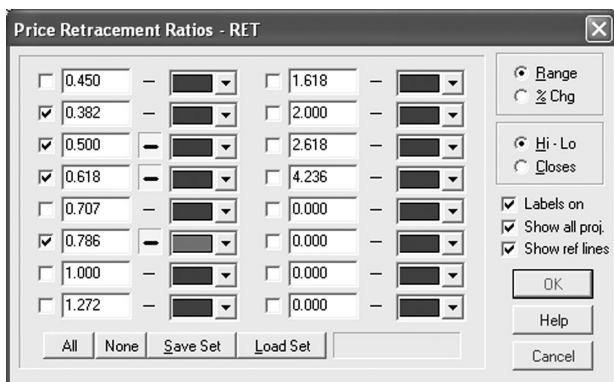 Price Retracement Ratios - RET
0.450 1.618
0.382 2.000
0.500 2.618
0.618 4.236
0.707 0.000
0.786 0.000
1.000 0.000
1.272 0.000
All None Save Set Load Set
Range
% Chg
Hi - Lo
Closes
Labels on
Show all proj.
Show ref lines
OK
Help
Cancel